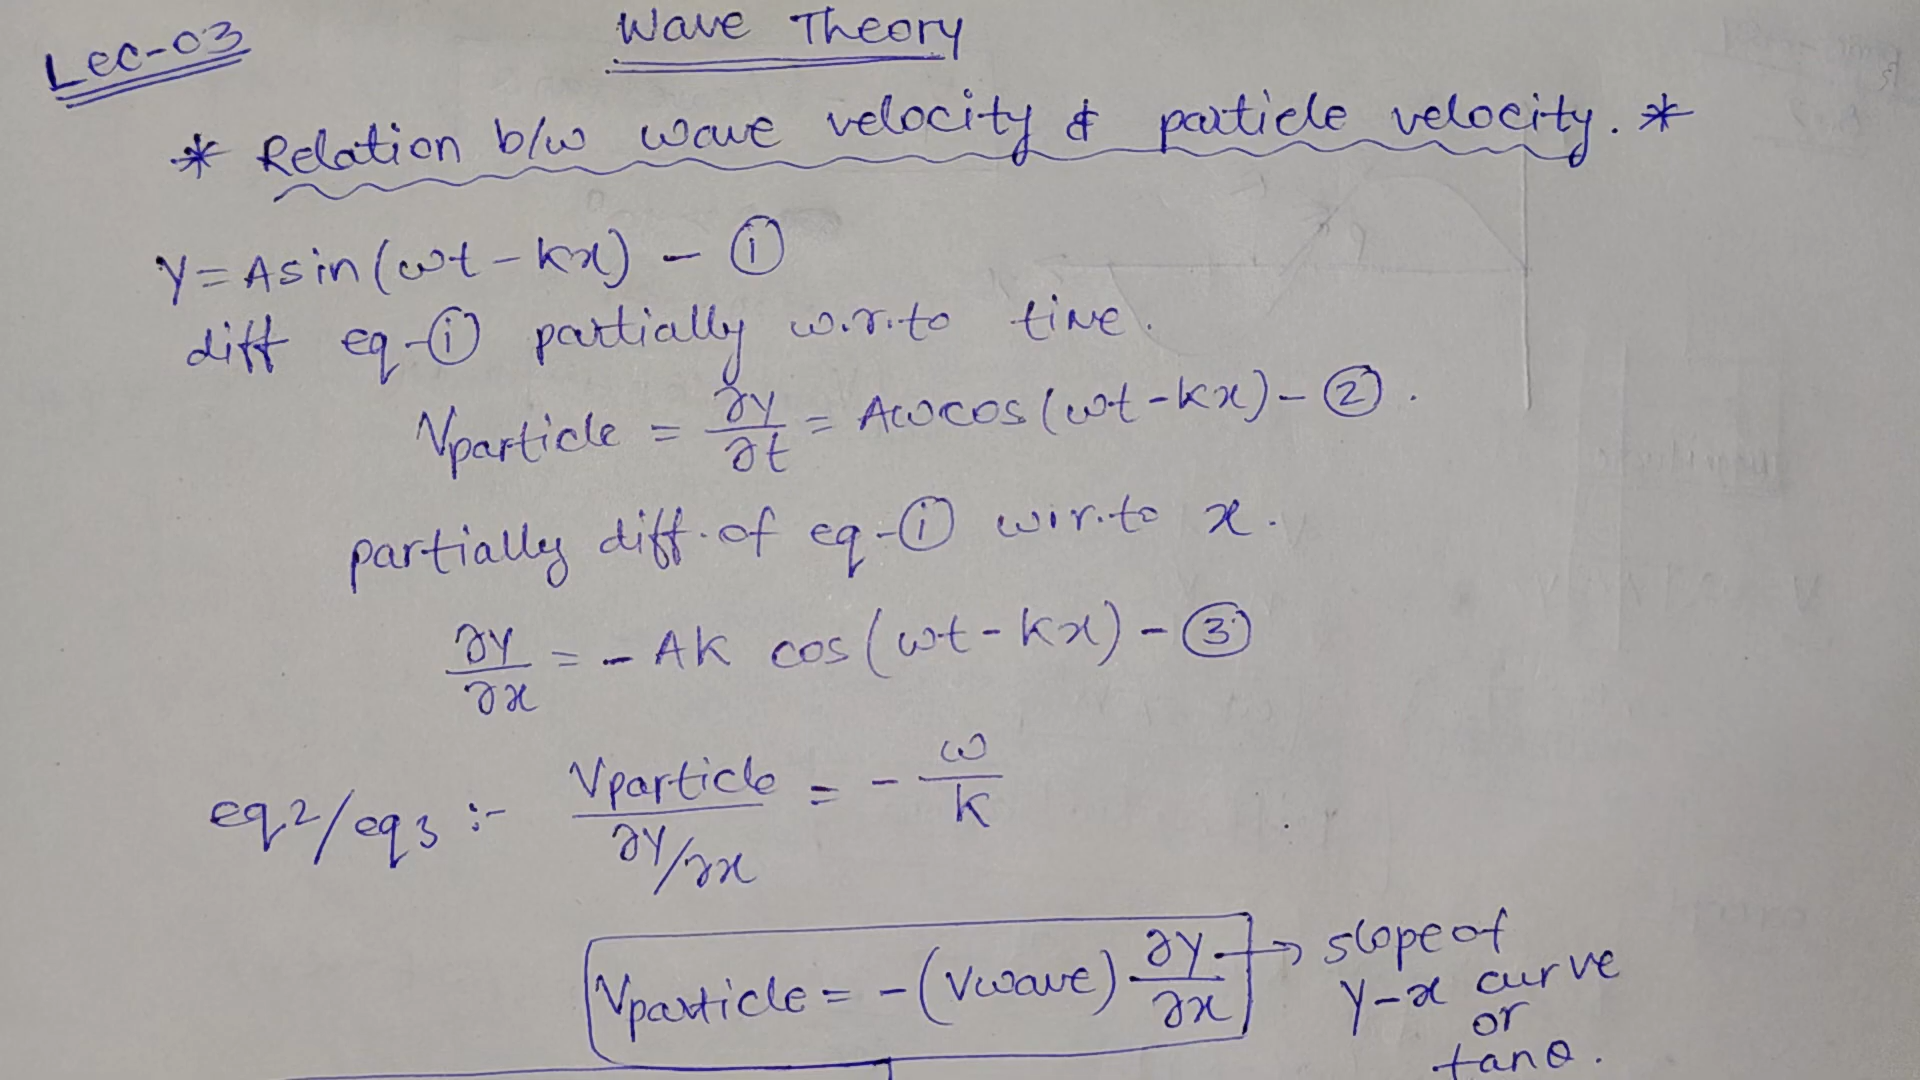 Lec-03
Wave Theory
* Relation b/w wave velocity & particle velocity. *
Y = A sin (ωt - kx) - ①
diff eq-① partially w.r.to time.
Vparticle = ∂y/∂t = Aω cos (ωt - kx) - ②.
partially diff. of eq-① w.r.to x.
∂y/∂x = - AK cos (ωt - kx) - ③
eq2/eq3 :- Vparticle / ∂y/∂x = - ω/k
Vparticle = - (Vwave) ∂y/∂x → slope of
y-x curve
or
tanθ.